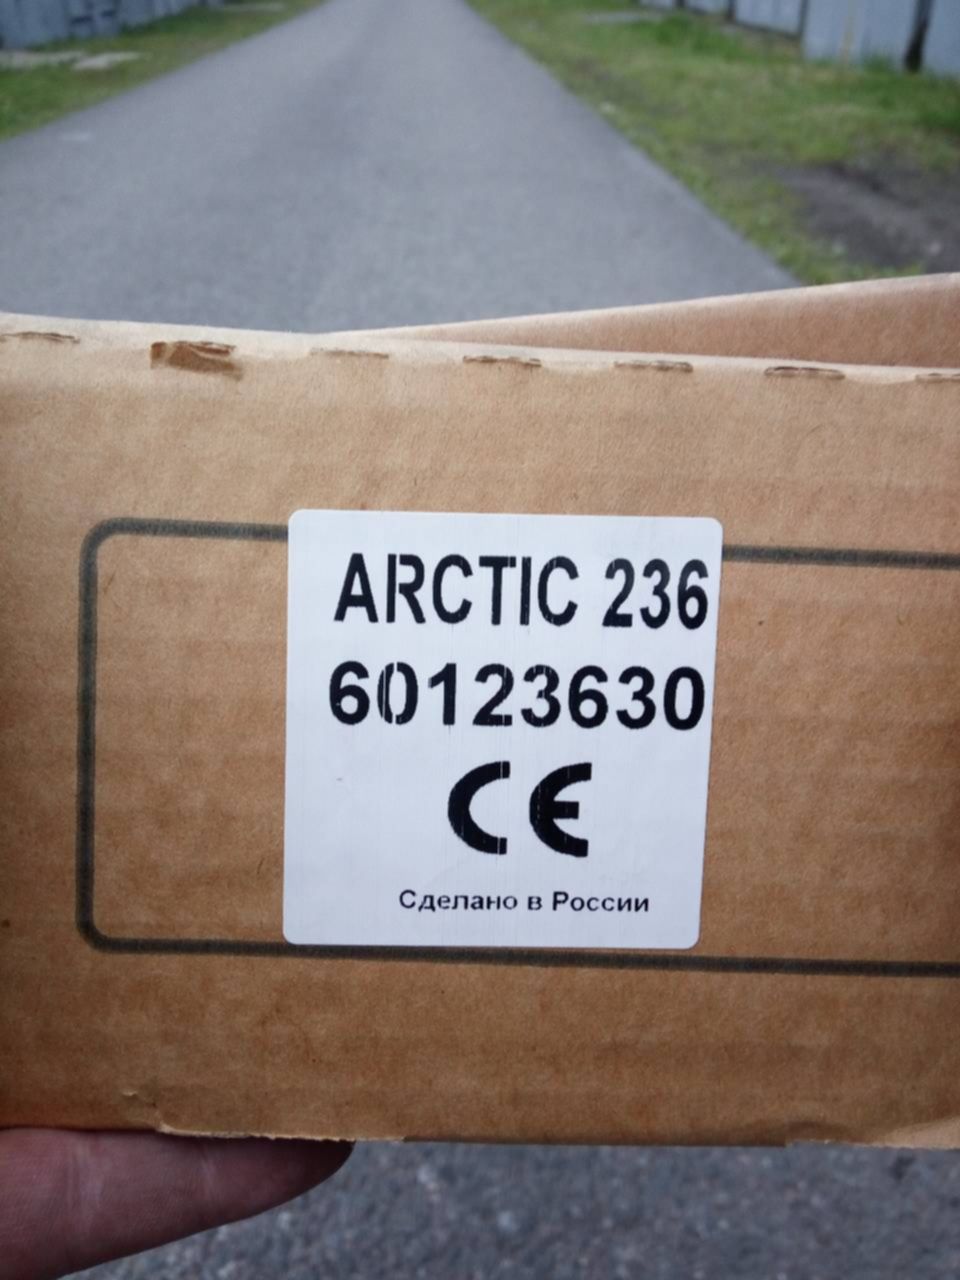 ARCTIC 236
60123630
CE
Сделано в России